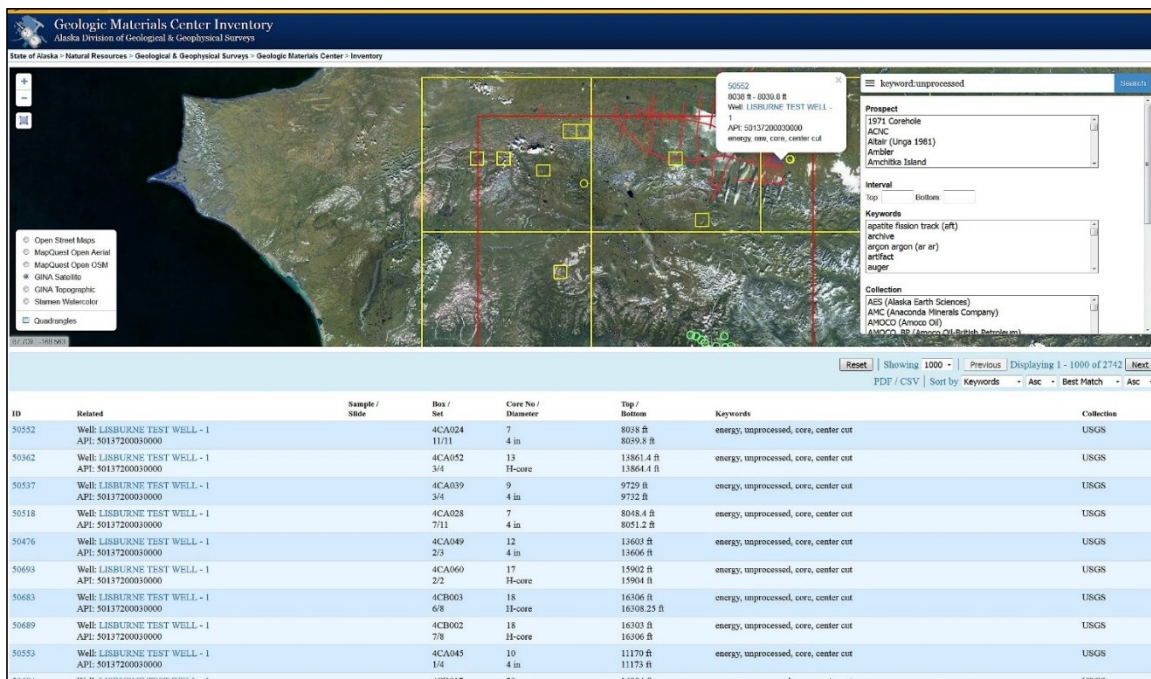 Geologic Materials Center Inventory
Alaska Division of Geological & Geophysical Surveys
State of Alaska > Natural Resources > Geological & Geophysical Surveys > Geologic Materials Center > Inventory
+
−
50552
8038 ft - 8039.8 ft
Well: LISBURNE TEST WELL -
1
API: 50137200030000
energy, raw, core, center cut
keyword:unprocessed
Search
Prospect
1971 Corehole
ACNC
Altair (Unga 1981)
Ambler
Amchitka Island
Interval
Top: Bottom:
Keywords
apatite fission track (aft)
archive
argon argon (ar ar)
artifact
auger
Collection
AES (Alaska Earth Sciences)
AMC (Anaconda Minerals Company)
AMOCO (Amoco Oil)
AMOCO_BP (Amoco Oil-British Petroleum)
Open Street Maps
MapQuest Open Aerial
MapQuest Open OSM
GINA Satellite
GINA Topographic
Stamen Watercolor
Quadrangles
Reset | Showing 1000 | Previous Displaying 1 - 1000 of 2742 Next
PDF / CSV | Sort by Keywords Asc Best Match Asc
ID Related Sample / Slide Box / Set Core No / Diameter Top / Bottom Keywords Collection
50552 Well: LISBURNE TEST WELL - 1 4CA024 7 8038 ft energy, unprocessed, core, center cut USGS
API: 50137200030000 11/11 4 in 8039.8 ft
50362 Well: LISBURNE TEST WELL - 1 4CA052 13 13861.4 ft energy, unprocessed, core, center cut USGS
API: 50137200030000 3/4 H-core 13864.4 ft
50537 Well: LISBURNE TEST WELL - 1 4CA039 9 9729 ft energy, unprocessed, core, center cut USGS
API: 50137200030000 3/4 4 in 9732 ft
50518 Well: LISBURNE TEST WELL - 1 4CA028 7 8048.4 ft energy, unprocessed, core, center cut USGS
API: 50137200030000 7/11 4 in 8051.2 ft
50476 Well: LISBURNE TEST WELL - 1 4CA049 12 13603 ft energy, unprocessed, core, center cut USGS
API: 50137200030000 2/3 4 in 13606 ft
50693 Well: LISBURNE TEST WELL - 1 4CA060 17 15902 ft energy, unprocessed, core, center cut USGS
API: 50137200030000 2/2 H-core 15904 ft
50683 Well: LISBURNE TEST WELL - 1 4CB003 18 16306 ft energy, unprocessed, core, center cut USGS
API: 50137200030000 6/8 H-core 16308.25 ft
50689 Well: LISBURNE TEST WELL - 1 4CB002 18 16303 ft energy, unprocessed, core, center cut USGS
API: 50137200030000 7/8 H-core 16306 ft
50553 Well: LISBURNE TEST WELL - 1 4CA045 10 11170 ft energy, unprocessed, core, center cut USGS
API: 50137200030000 1/4 4 in 11173 ft